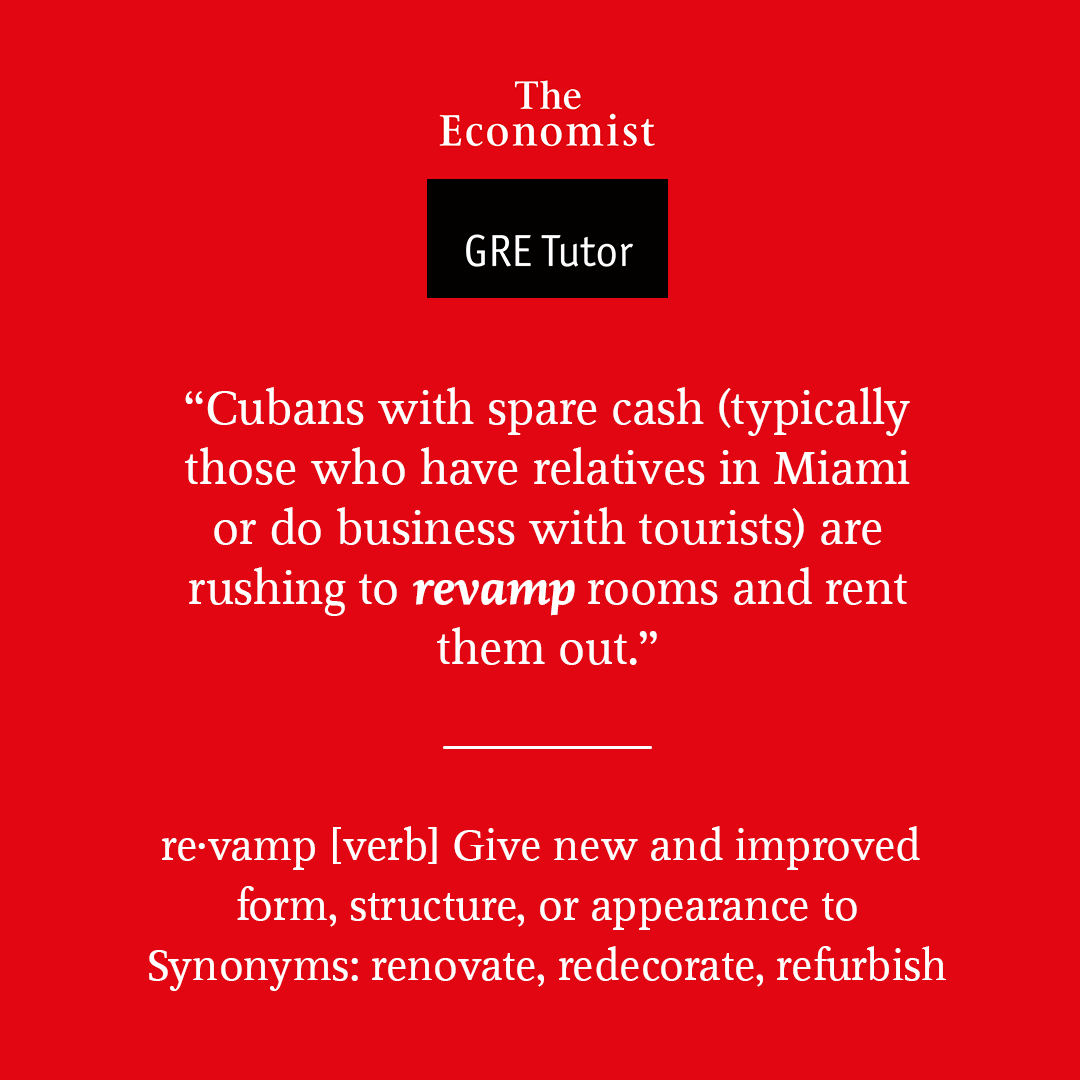 The
Economist
GRE Tutor
“Cubans with spare cash (typically
those who have relatives in Miami
or do business with tourists) are
rushing to revamp rooms and rent
them out.”
re·vamp [verb] Give new and improved
form, structure, or appearance to
Synonyms: renovate, redecorate, refurbish